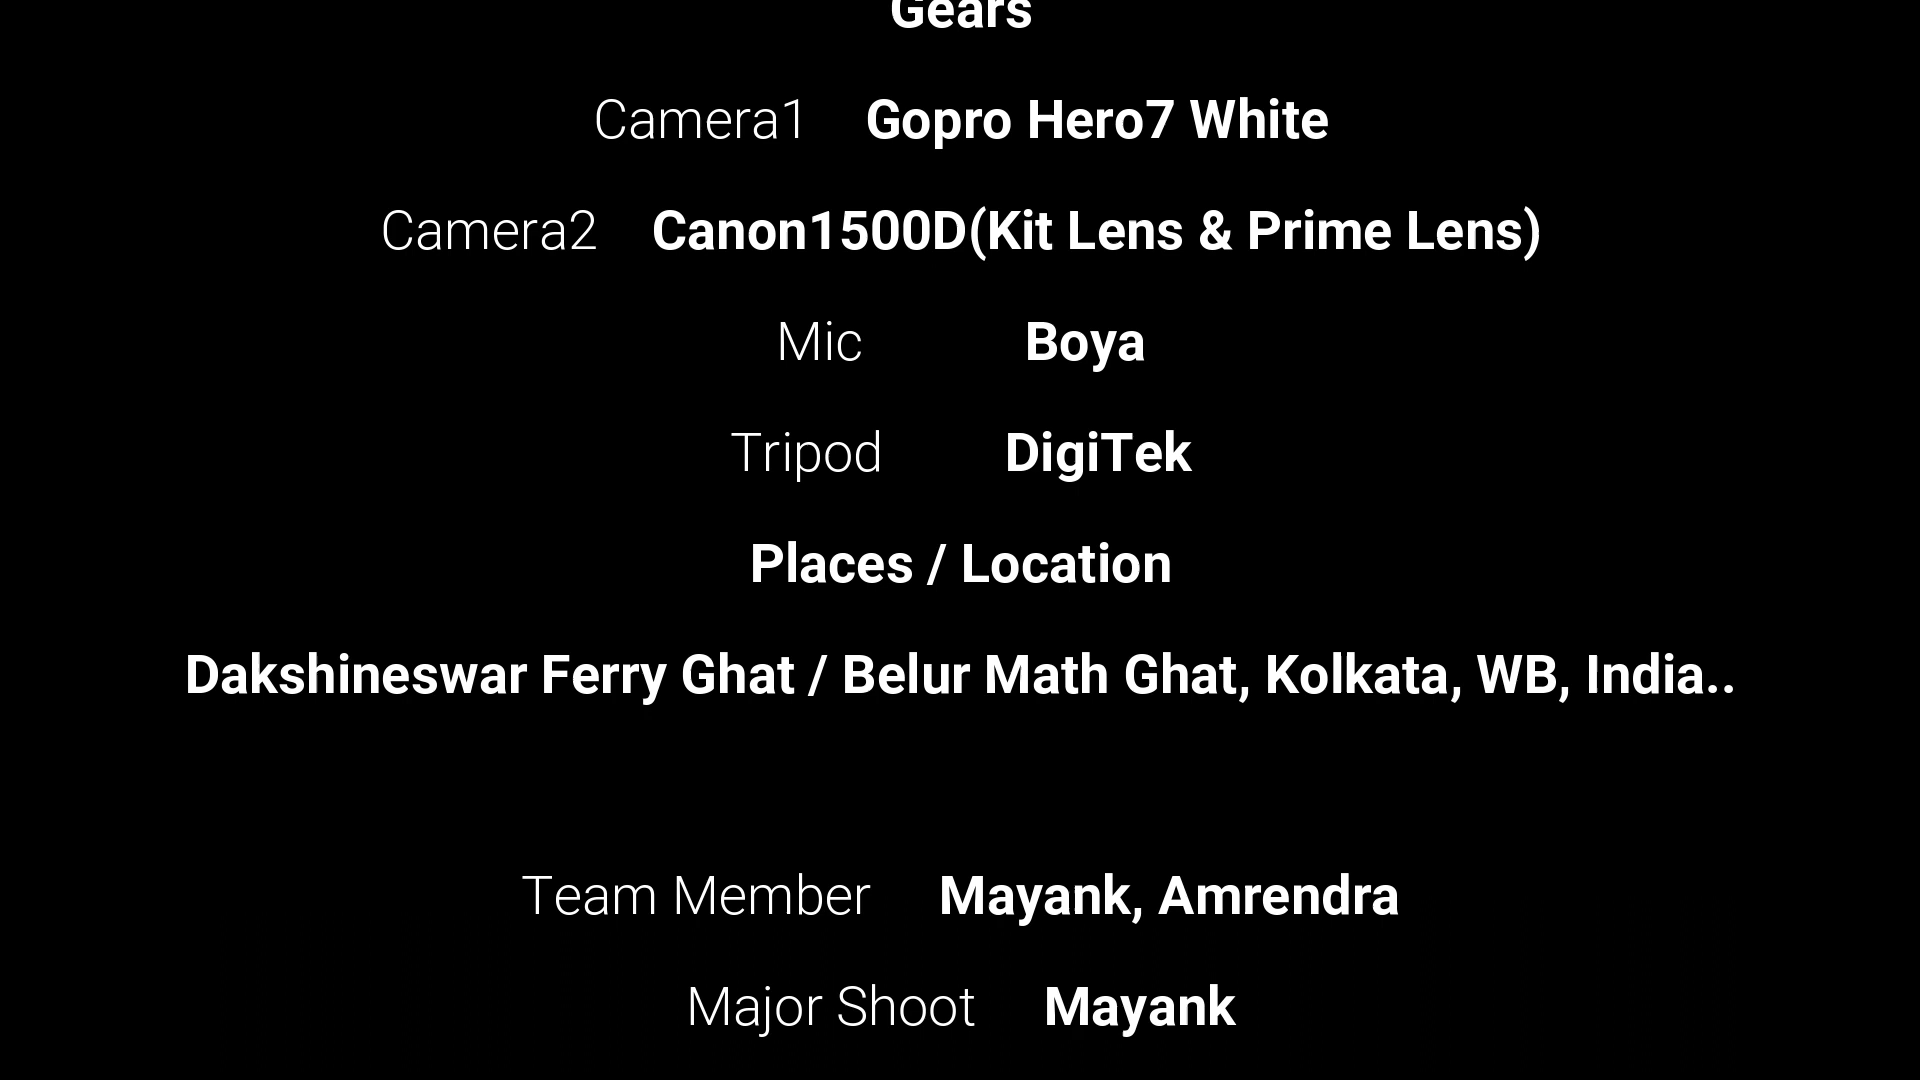 Gears
Camera1 Gopro Hero7 White
Camera2 Canon1500D(Kit Lens & Prime Lens)
Mic Boya
Tripod DigiTek
Places / Location
Dakshineswar Ferry Ghat / Belur Math Ghat, Kolkata, WB, India..
Team Member Mayank, Amrendra
Major Shoot Mayank